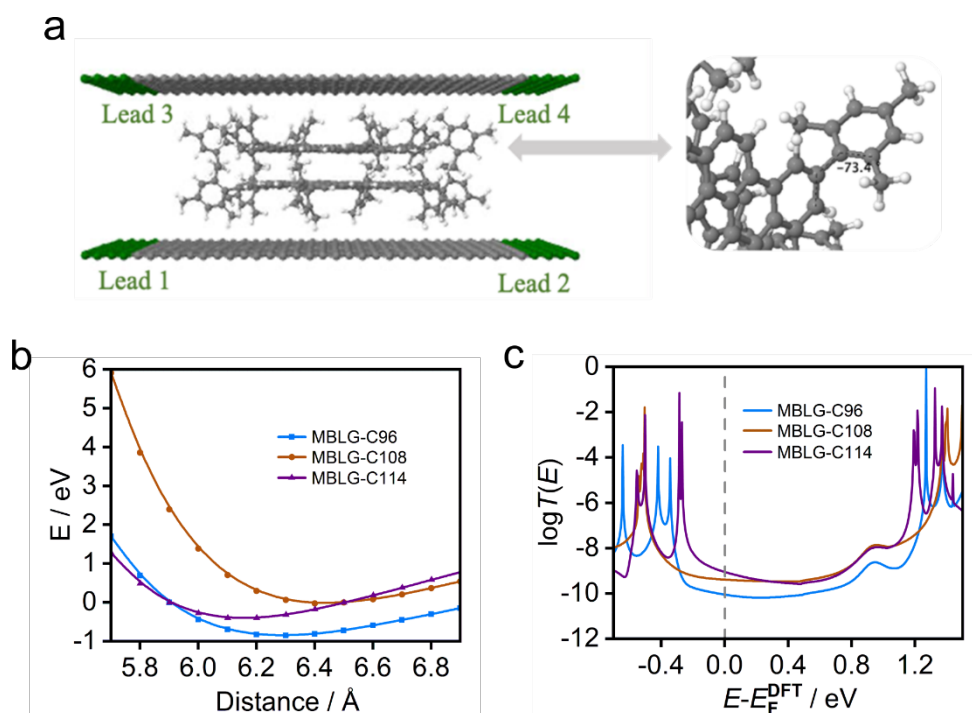 a
Lead 3
Lead 4
-73.4
Lead 1
Lead 2
b
6
5
4
3
2
1
0
-1
E / eV
MBLG-C96
MBLG-C108
MBLG-C114
5.8 6.0 6.2 6.4 6.6 6.8
Distance / Å
c
0
-2
-4
-6
-8
-10
-12
logT(E)
MBLG-C96
MBLG-C108
MBLG-C114
-0.4 0.0 0.4 0.8 1.2
E-E_F^DFT / eV